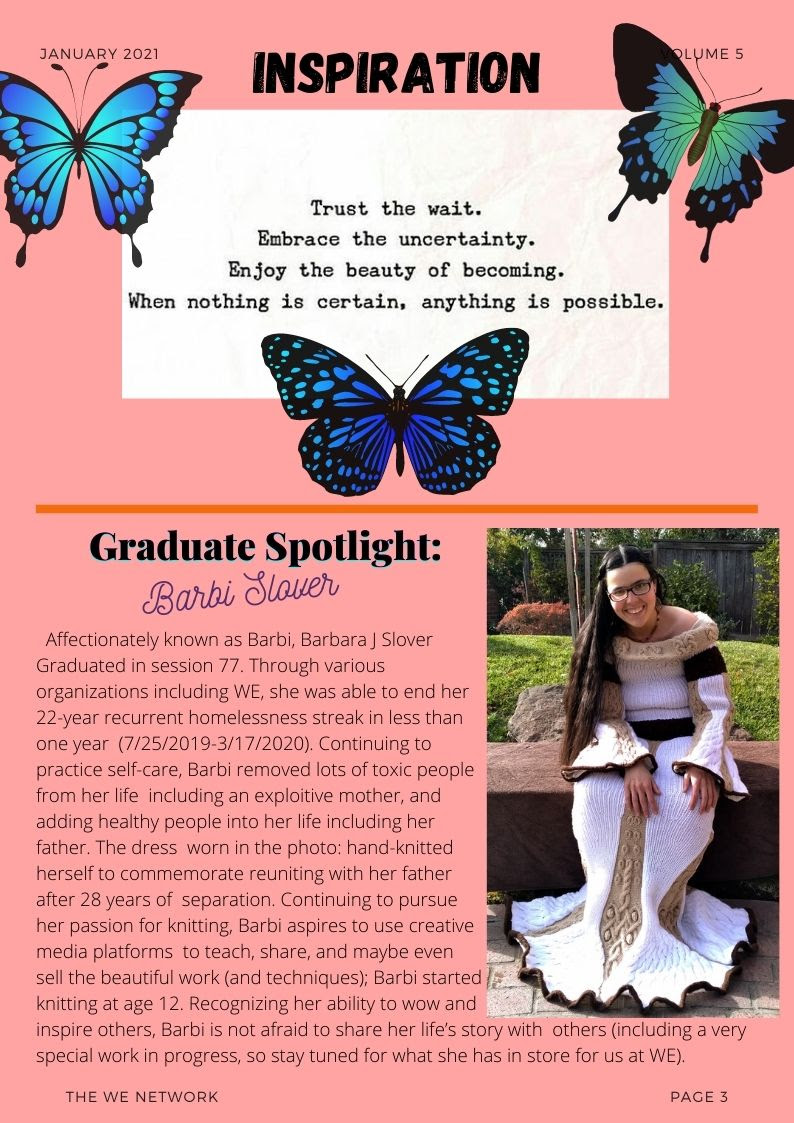 JANUARY 2021
INSPIRATION
VOLUME 5
Trust the wait.
Embrace the uncertainty.
Enjoy the beauty of becoming.
When nothing is certain, anything is possible.
Graduate Spotlight:
Barbi Slover
Affectionately known as Barbi, Barbara J Slover
Graduated in session 77. Through various
organizations including WE, she was able to end her
22-year recurrent homelessness streak in less than
one year (7/25/2019-3/17/2020). Continuing to
practice self-care, Barbi removed lots of toxic people
from her life including an exploitive mother, and
adding healthy people into her life including her
father. The dress worn in the photo: hand-knitted
herself to commemorate reuniting with her father
after 28 years of separation. Continuing to pursue
her passion for knitting, Barbi aspires to use creative
media platforms to teach, share, and maybe even
sell the beautiful work (and techniques); Barbi started
knitting at age 12. Recognizing her ability to wow and
inspire others, Barbi is not afraid to share her life’s story with others (including a very
special work in progress, so stay tuned for what she has in store for us at WE).
THE WE NETWORK
PAGE 3